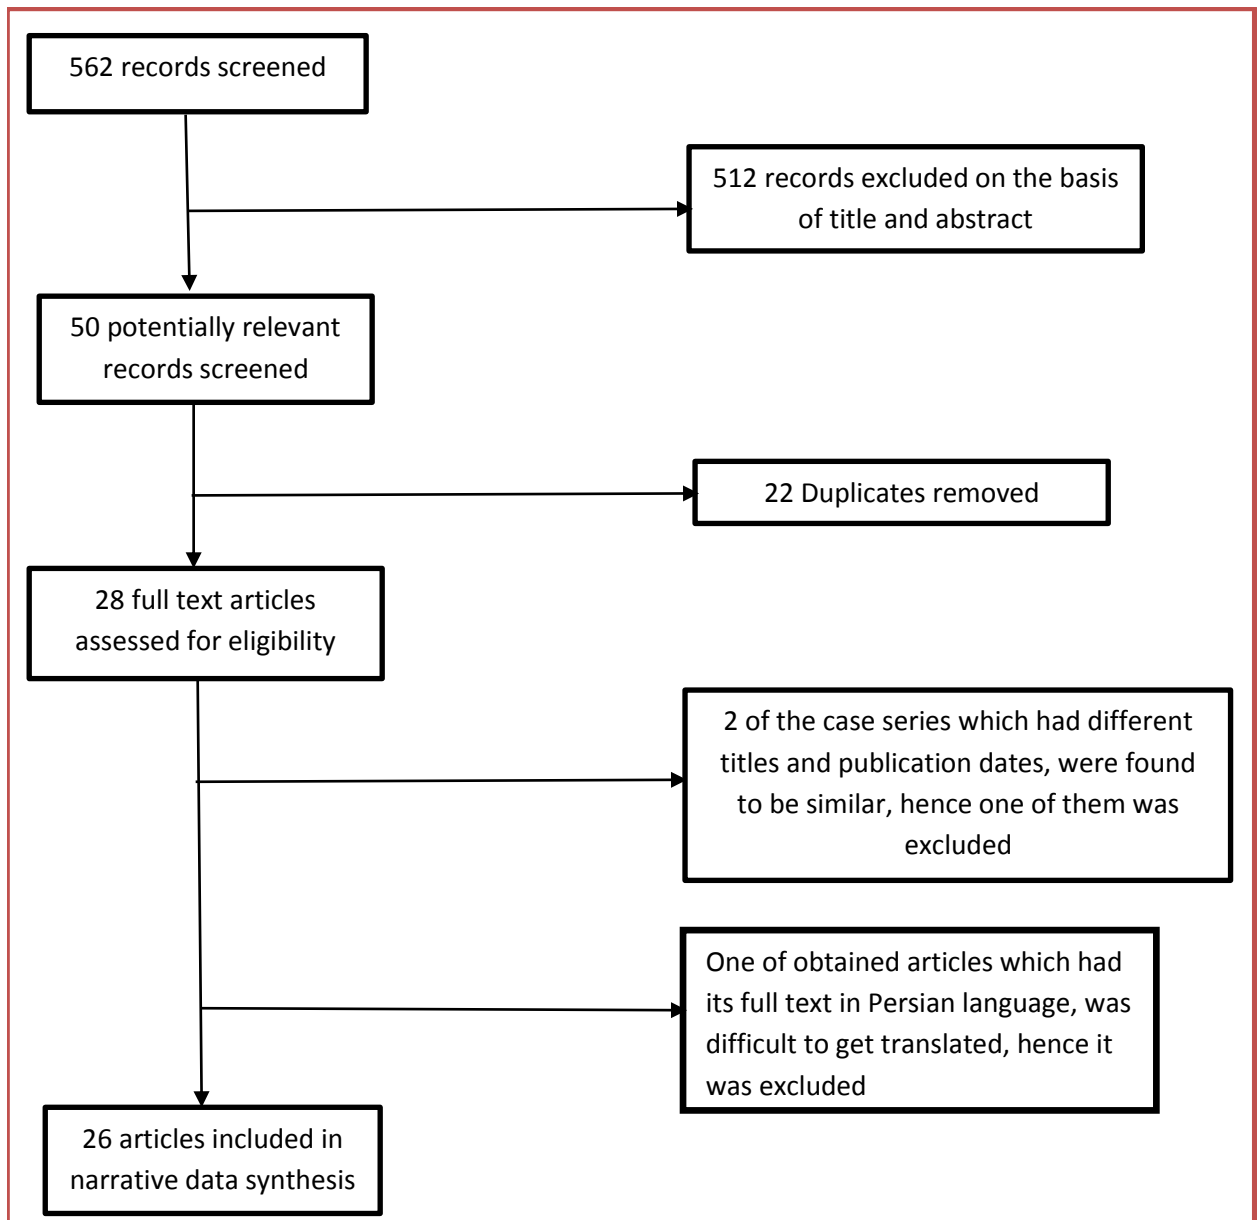 562 records screened
512 records excluded on the basis
of title and abstract
50 potentially relevant
records screened
22 Duplicates removed
28 full text articles
assessed for eligibility
2 of the case series which had different
titles and publication dates, were found
to be similar, hence one of them was
excluded
One of obtained articles which had
its full text in Persian language, was
difficult to get translated, hence it
was excluded
26 articles included in
narrative data synthesis